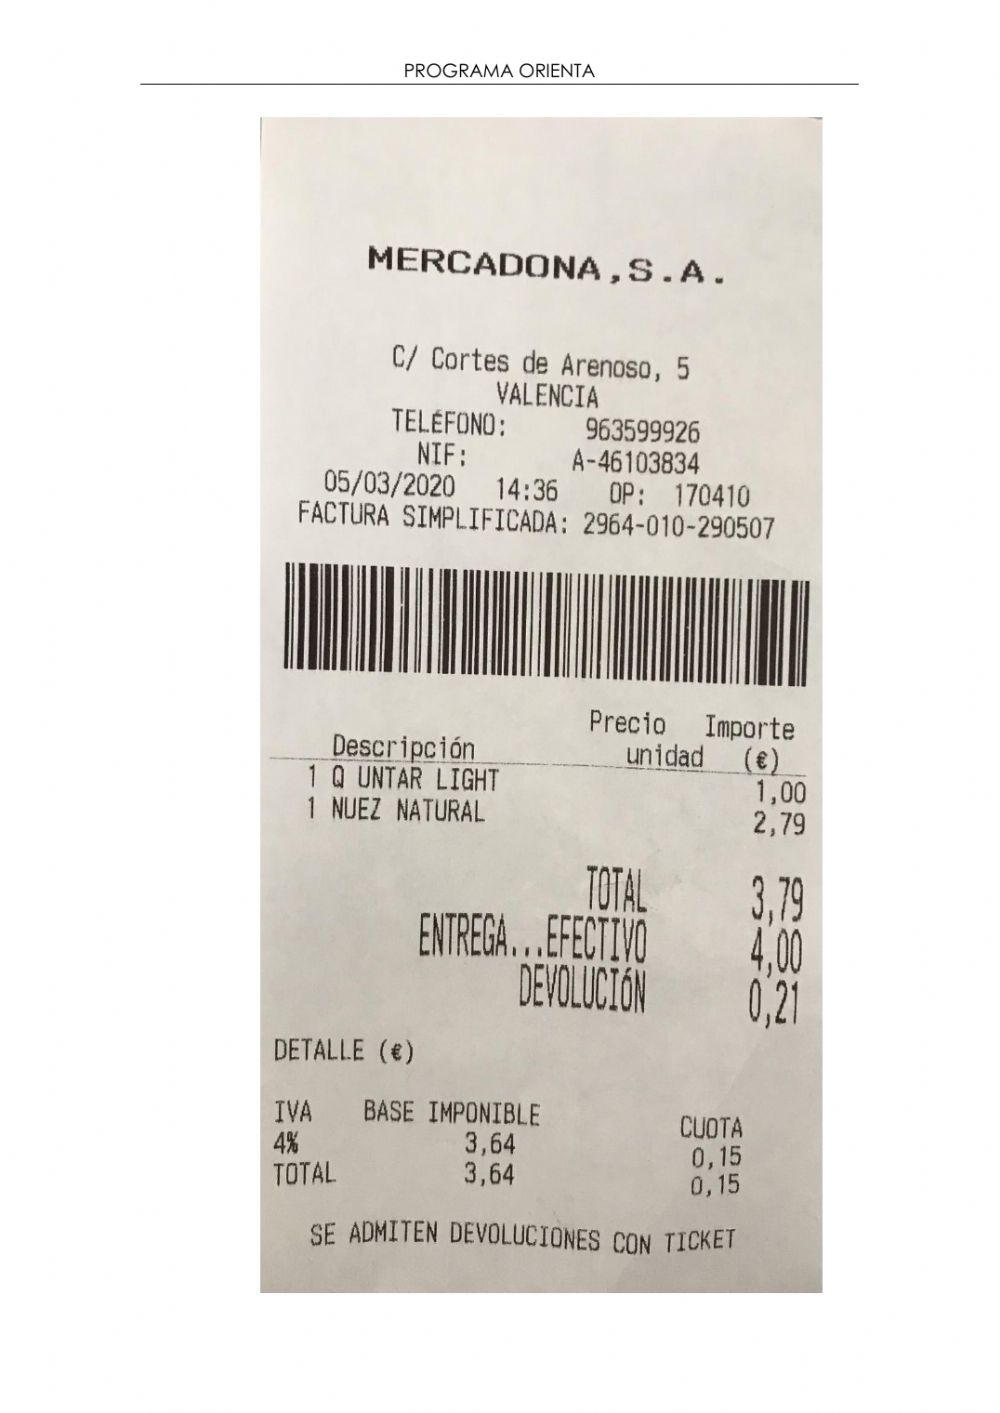 PROGRAMA ORIENTA
MERCADONA,S.A.
C/ Cortes de Arenoso, 5
VALENCIA
TELÉFONO: 963599926
NIF: A-46103834
05/03/2020 14:36 OP: 170410
FACTURA SIMPLIFICADA: 2964-010-290507
Precio Importe
Descripción unidad (€)
1 Q UNTAR LIGHT 1,00
1 NUEZ NATURAL 2,79
TOTAL 3,79
ENTREGA...EFECTIVO 4,00
DEVOLUCIÓN 0,21
DETALLE (€)
IVA BASE IMPONIBLE CUOTA
4% 3,64 0,15
TOTAL 3,64 0,15
SE ADMITEN DEVOLUCIONES CON TICKET